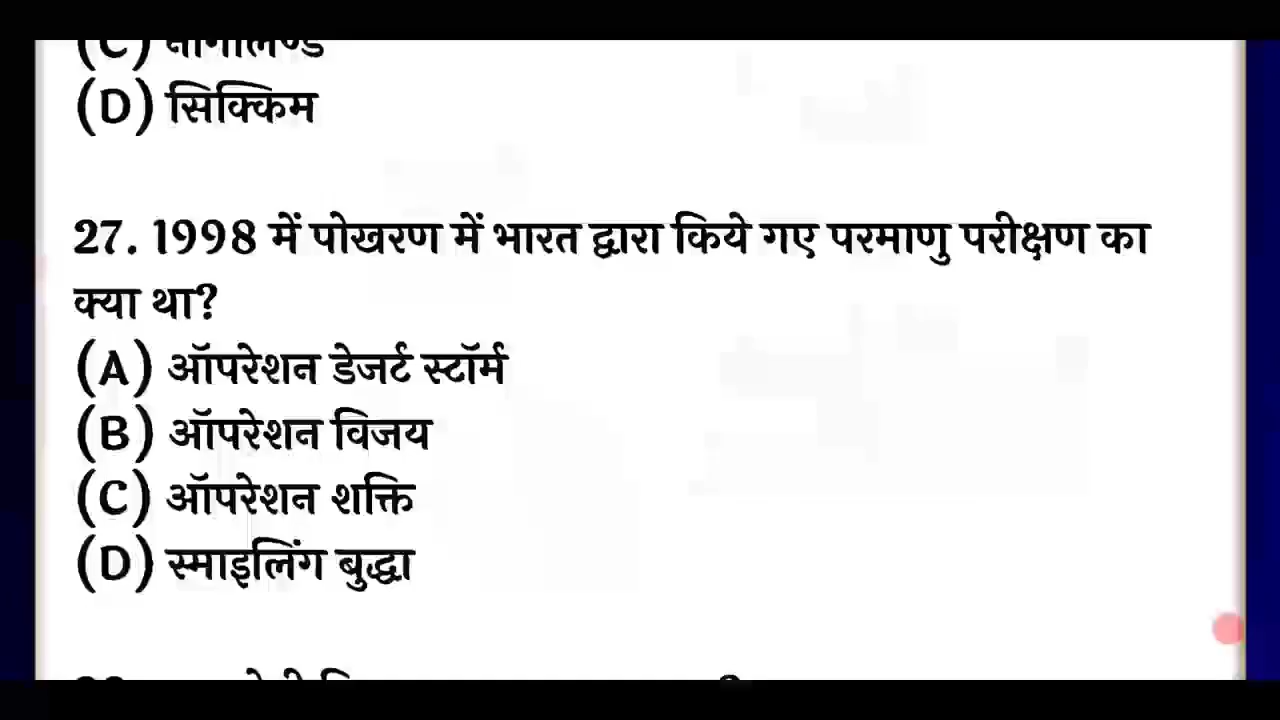 (C) नागालैण्ड
(D) सिक्किम
27. 1998 में पोखरण में भारत द्वारा किये गए परमाणु परीक्षण का
क्या था?
(A) ऑपरेशन डेजर्ट स्टॉर्म
(B) ऑपरेशन विजय
(C) ऑपरेशन शक्ति
(D) स्माइलिंग बुद्धा